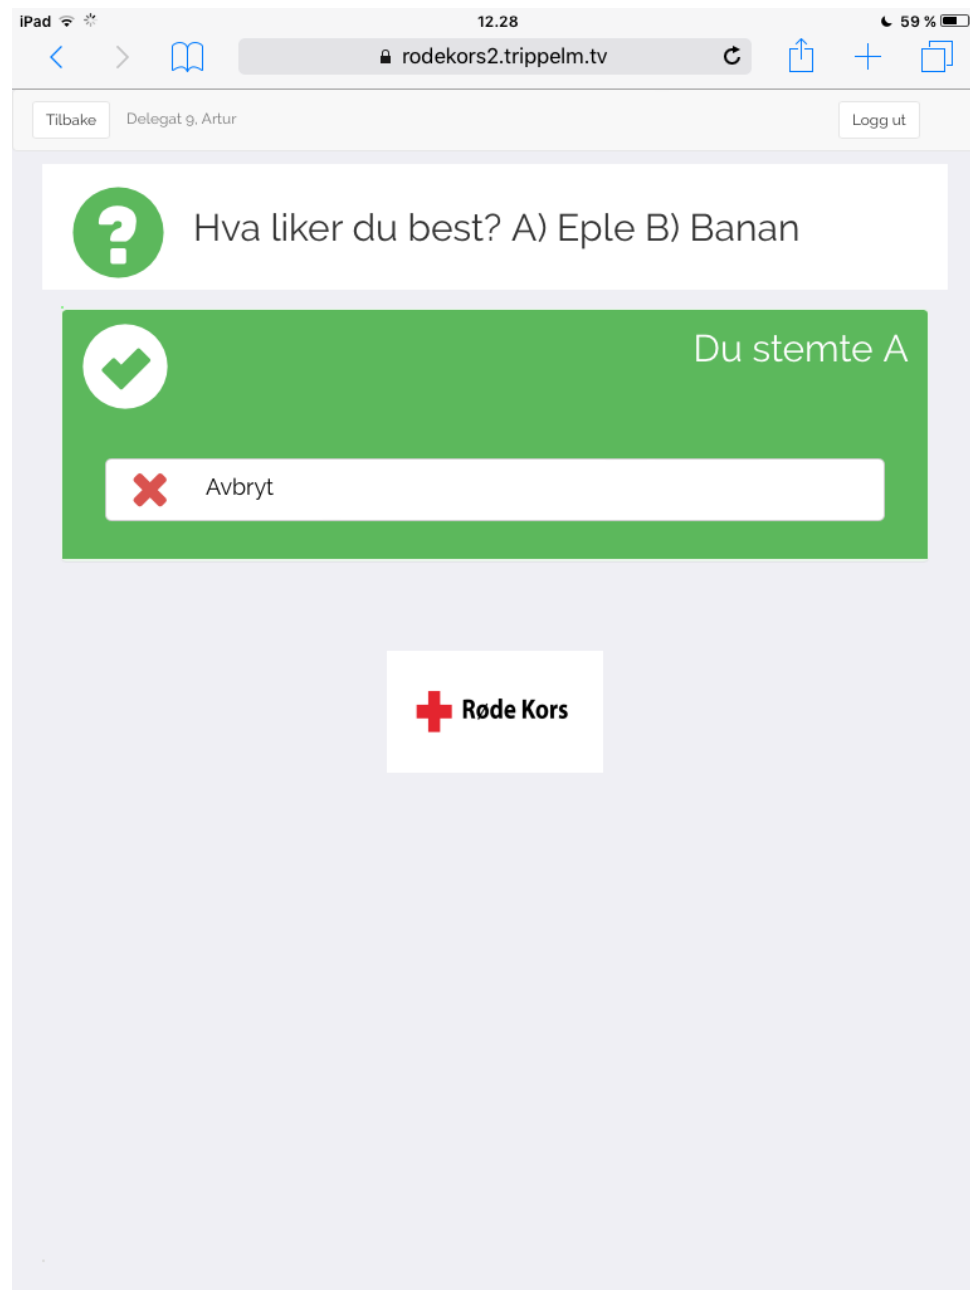 iPad 12.28 59 %
rodekors2.trippelm.tv
Tilbake Delegat 9, Artur Logg ut
Hva liker du best? A) Eple B) Banan
Du stemte A
Avbryt
Røde Kors